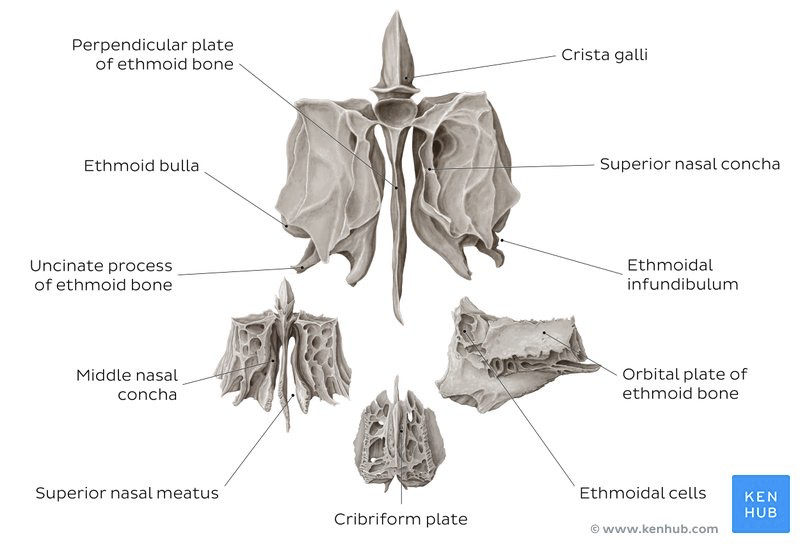 Perpendicular plate
of ethmoid bone
Crista galli
Ethmoid bulla
Superior nasal concha
Uncinate process
of ethmoid bone
Ethmoidal
infundibulum
Middle nasal
concha
Orbital plate of
ethmoid bone
Superior nasal meatus
Ethmoidal cells
Cribriform plate
KEN
HUB
© www.kenhub.com